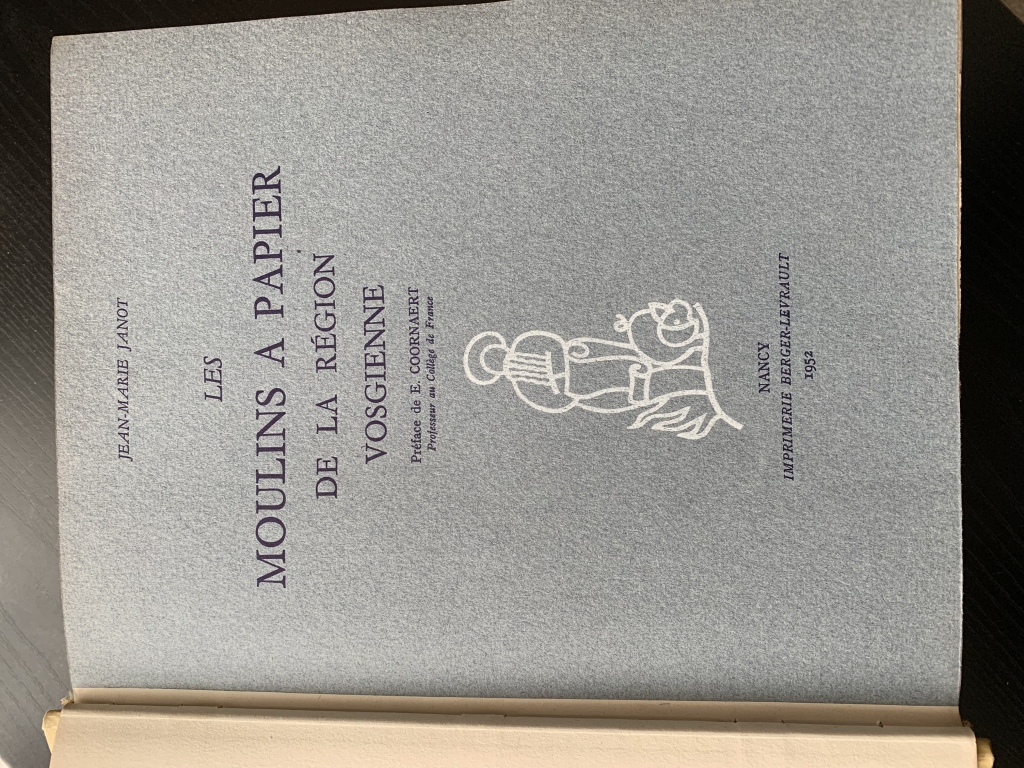 JEAN-MARIE JANOT
LES
MOULINS A PAPIER
DE LA RÉGION
VOSGIENNE
Préface de E. COORNAERT
Professeur au Collège de France
NANCY
IMPRIMERIE BERGER-LEVRAULT
1952